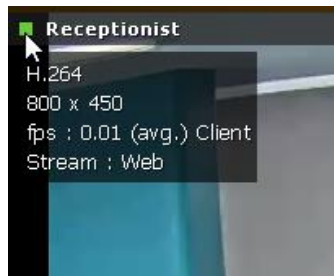 Receptionist
H.264
800 x 450
fps : 0.01 (avg.) Client
Stream : Web